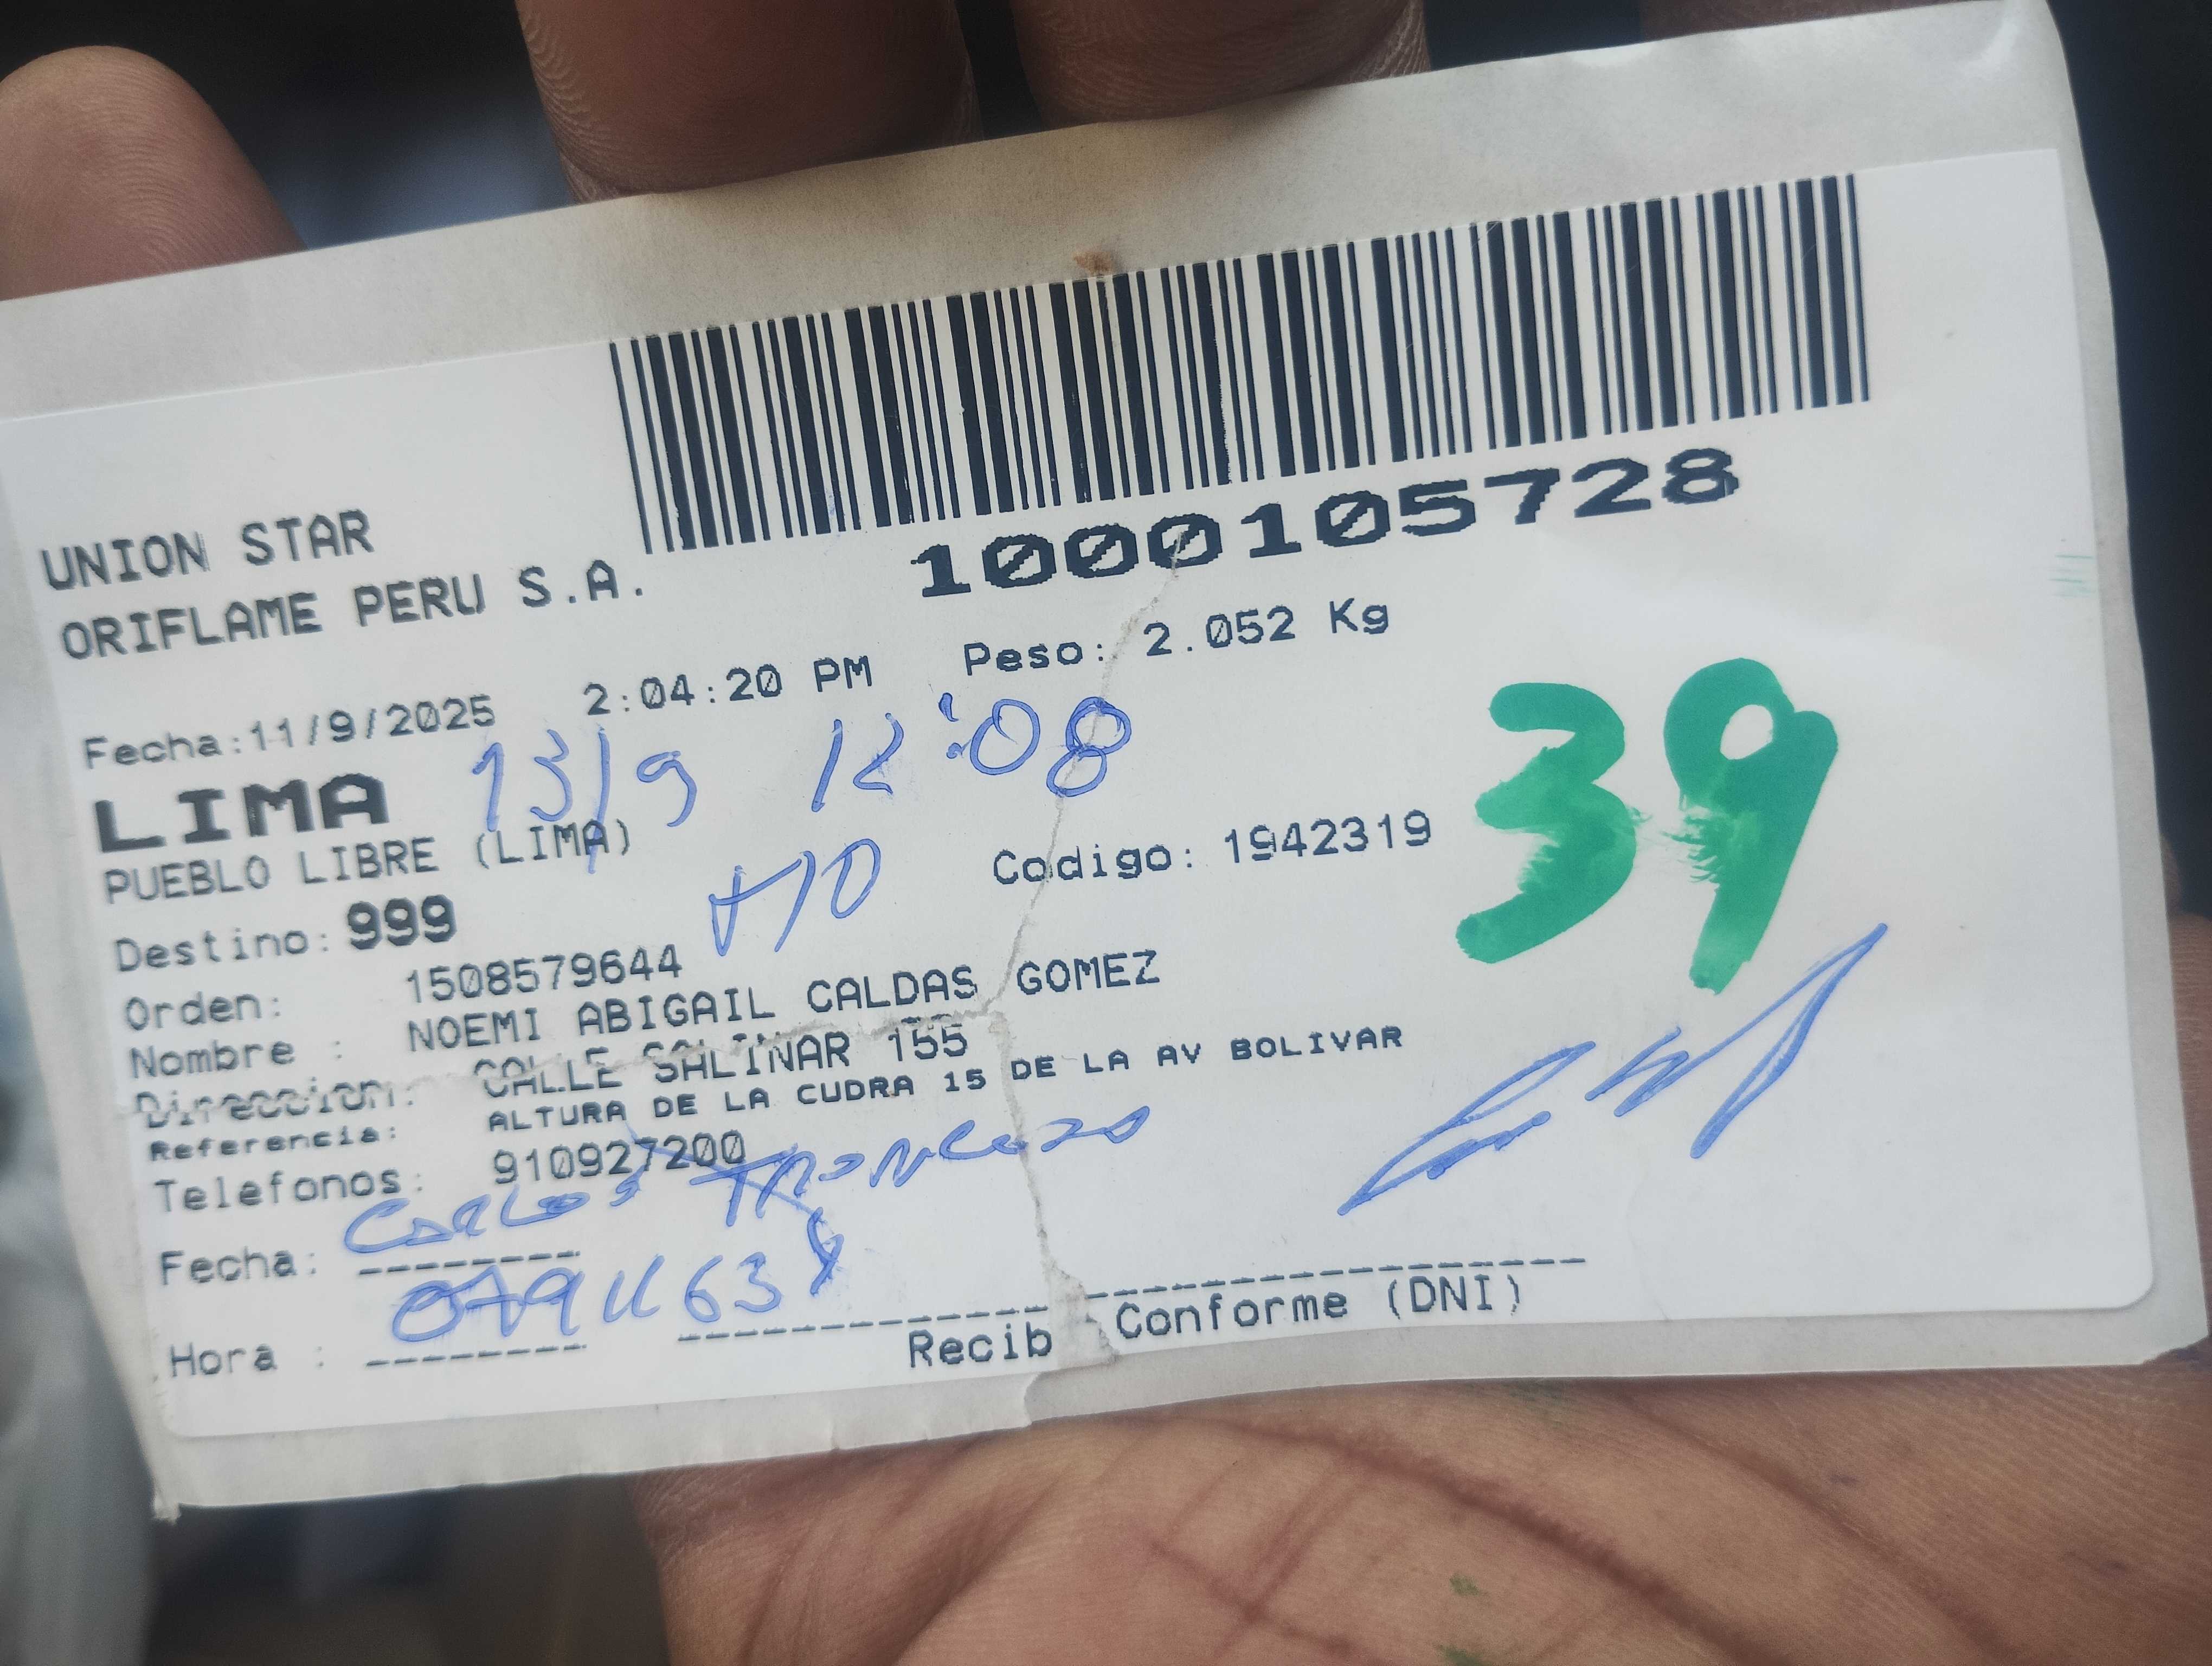 1000105728
UNION STAR
ORIFLAME PERU S.A.
Fecha:11/9/2025 2:04:20 PM Peso: 2.052 Kg
13/9 12:08
39
LIMA
PUEBLO LIBRE (LIMA)
Destino: 999 Codigo: 1942319
Orden: 1508579644
Nombre : NOEMI ABIGAIL CALDAS GOMEZ
Direccion: CALLE SALINAR 155
Referencia: ALTURA DE LA CUDRA 15 DE LA AV BOLIVAR
Telefonos: 910927200
Carlos Troncoso
Fecha:
Hora :
Recib Conforme (DNI)